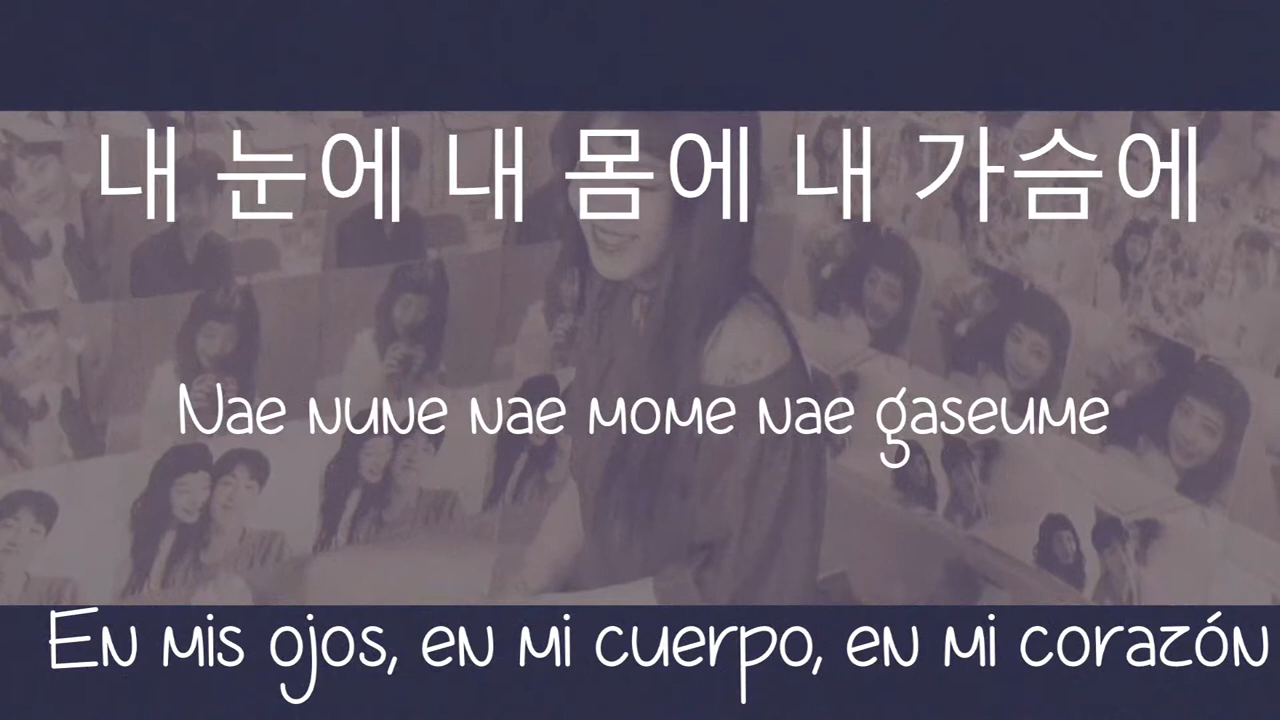 내 눈에 내 몸에 내 가슴에
Nae nune nae mome nae gaseume
En mis ojos, en mi cuerpo, en mi corazón